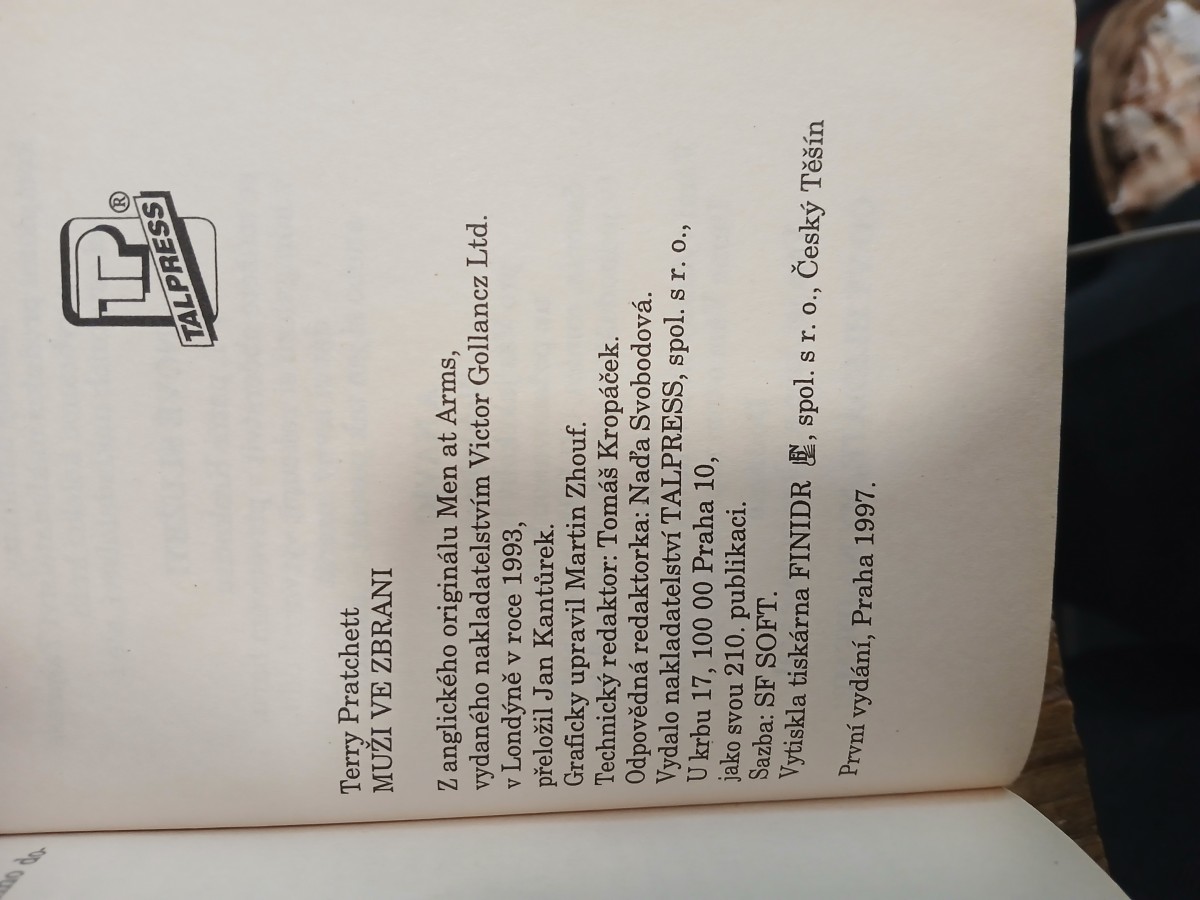 TP
®
TALPRESS
Terry Pratchett
MUŽI VE ZBRANI
Z anglického originálu Men at Arms,
vydaného nakladatelstvím Victor Gollancz Ltd.
v Londýně v roce 1993,
přeložil Jan Kantůrek.
Graficky upravil Martin Zhouf.
Technický redaktor: Tomáš Kropáček.
Odpovědná redaktorka: Naďa Svobodová.
Vydalo nakladatelství TALPRESS, spol. s r. o.,
U krbu 17, 100 00 Praha 10,
jako svou 210. publikaci.
Sazba: SF SOFT.
Vytiskla tiskárna FINIDR, spol. s r. o., Český Těšín
První vydání, Praha 1997.
do